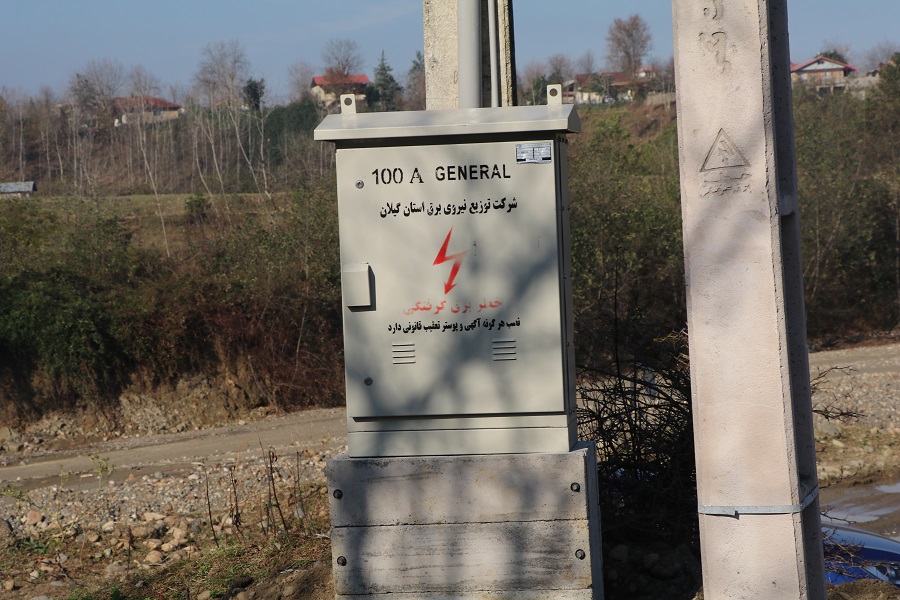 100 A GENERAL
شرکت توزیع نیروی برق استان گیلان
خطر برق گرفتگی
نصب هر گونه آگهی و پوستر تعقیب قانونی دارد